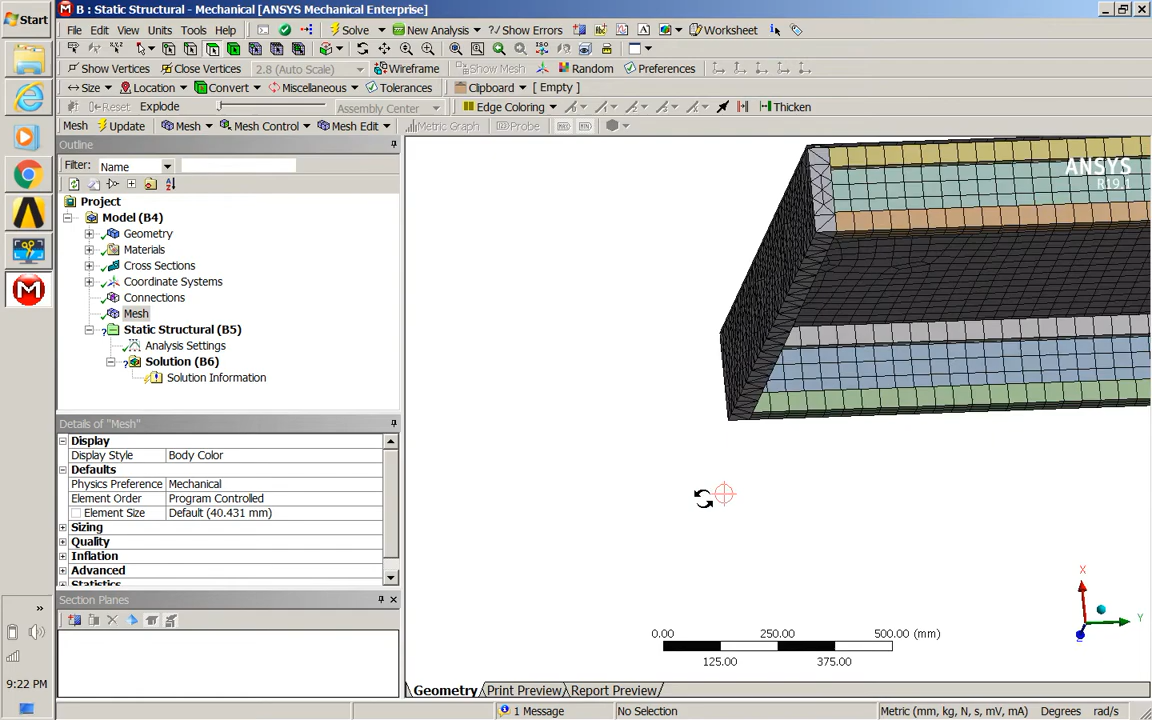 Start
B : Static Structural - Mechanical [ANSYS Mechanical Enterprise]
File Edit View Units Tools Help Solve New Analysis ?/Show Errors Worksheet
Show Vertices Close Vertices 2.8 (Auto Scale) Wireframe Show Mesh Random Preferences
Size Location Convert Miscellaneous Tolerances Clipboard [ Empty ]
Reset Explode Assembly Center Edge Coloring Thicken
Mesh Update Mesh Mesh Control Mesh Edit Metric Graph Probe
Outline
Filter: Name
Project
Model (B4)
Geometry
Materials
Cross Sections
Coordinate Systems
Connections
Mesh
Static Structural (B5)
Analysis Settings
Solution (B6)
Solution Information
Details of "Mesh"
Display
Display Style Body Color
Defaults
Physics Preference Mechanical
Element Order Program Controlled
Element Size Default (40.431 mm)
Sizing
Quality
Inflation
Advanced
Statistics
Section Planes
ANSYS
R19.1
X
Y
Z
0.00 250.00 500.00 (mm)
125.00 375.00
Geometry Print Preview Report Preview
9:22 PM
1 Message No Selection Metric (mm, kg, N, s, mV, mA) Degrees rad/s